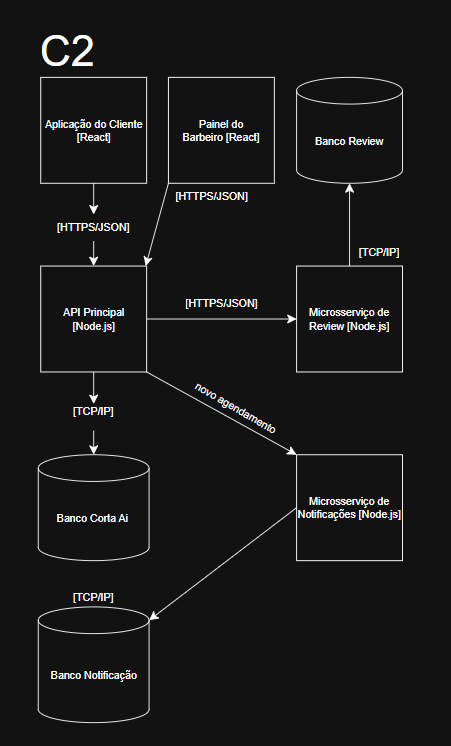 C2
Aplicação do Cliente
[React]
Painel do
Barbeiro [React]
Banco Review
[HTTPS/JSON]
[HTTPS/JSON]
[TCP/IP]
API Principal
[Node.js]
[HTTPS/JSON]
Microsserviço de
Review [Node.js]
[TCP/IP]
novo agendamento
Banco Corta Ai
Microsserviço de
Notificações [Node.js]
[TCP/IP]
Banco Notificação